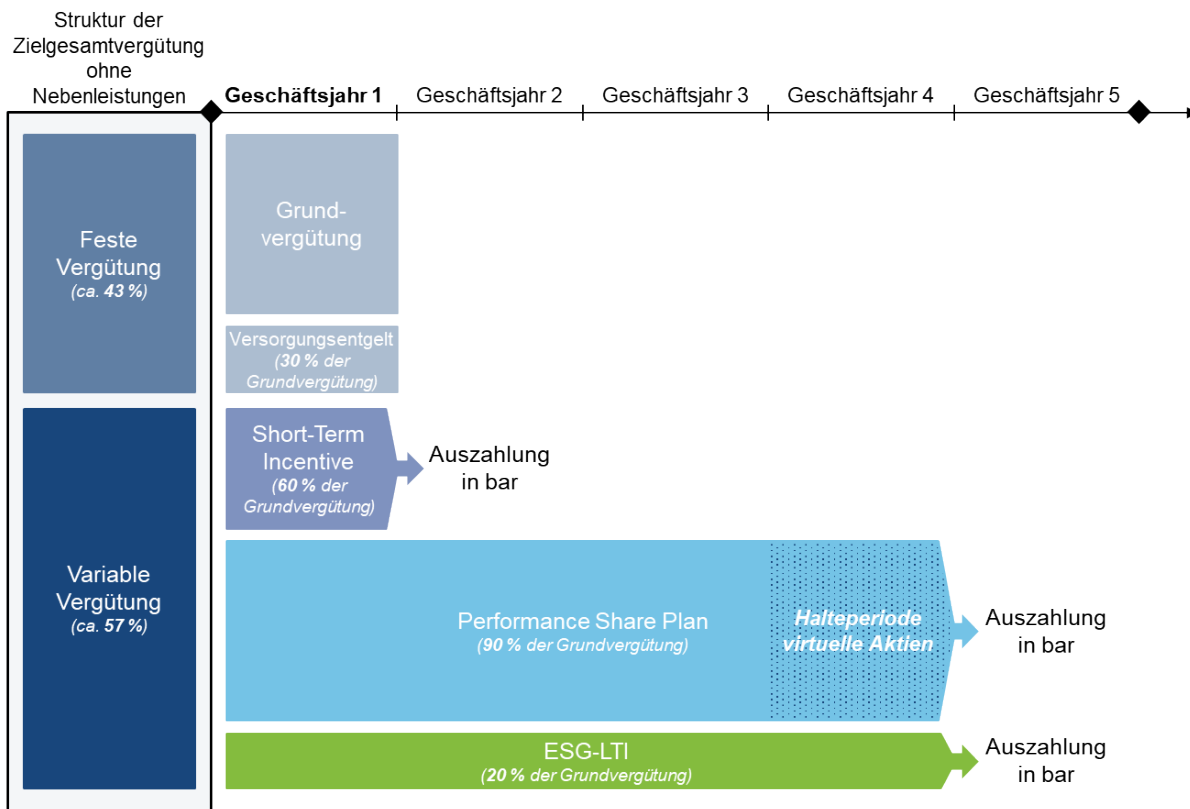 Struktur der
Zielgesamtvergütung
ohne
Nebenleistungen
Geschäftsjahr 1
Geschäftsjahr 2
Geschäftsjahr 3
Geschäftsjahr 4
Geschäftsjahr 5
Feste
Vergütung
(ca. 43 %)
Grund-
vergütung
Versorgungsentgelt
(30 % der
Grundvergütung)
Variable
Vergütung
(ca. 57 %)
Short-Term
Incentive
(60 % der
Grundvergütung)
Auszahlung
in bar
Performance Share Plan
(90 % der Grundvergütung)
Halteperiode
virtuelle Aktien
Auszahlung
in bar
ESG-LTI
(20 % der Grundvergütung)
Auszahlung
in bar